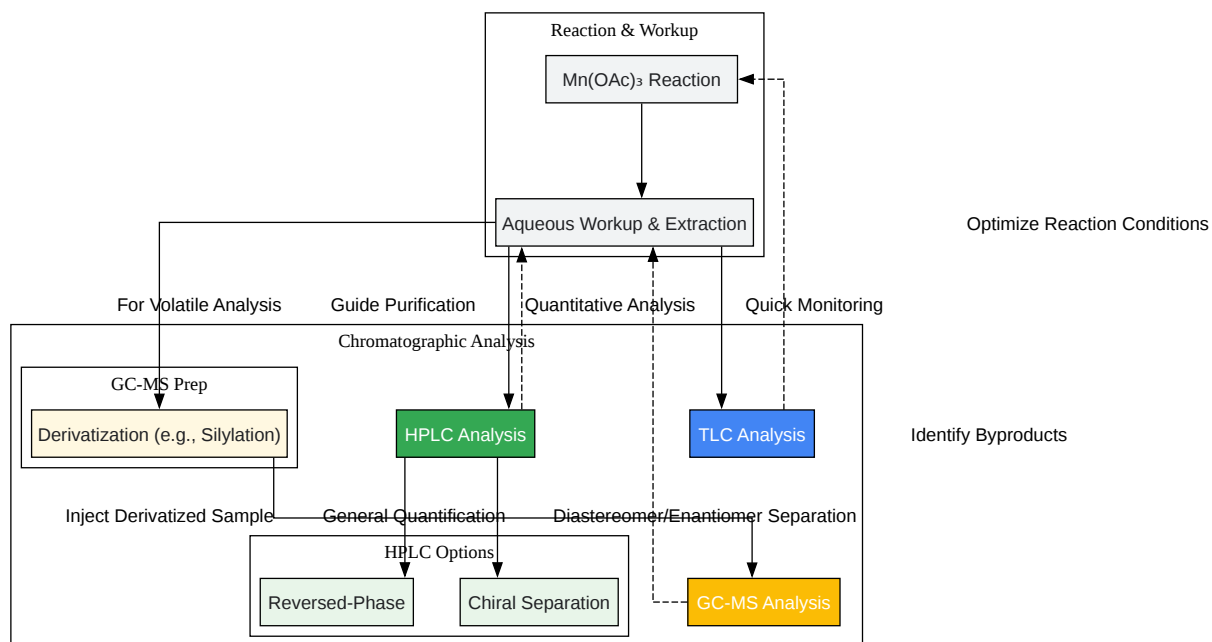 Reaction & Workup
Mn(OAc)₃ Reaction
Aqueous Workup & Extraction
Optimize Reaction Conditions
For Volatile Analysis
Guide Purification
Quantitative Analysis
Quick Monitoring
Chromatographic Analysis
GC-MS Prep
Derivatization (e.g., Silylation)
HPLC Analysis
TLC Analysis
Identify Byproducts
Inject Derivatized Sample
General Quantification
Diastereomer/Enantiomer Separation
HPLC Options
Reversed-Phase
Chiral Separation
GC-MS Analysis